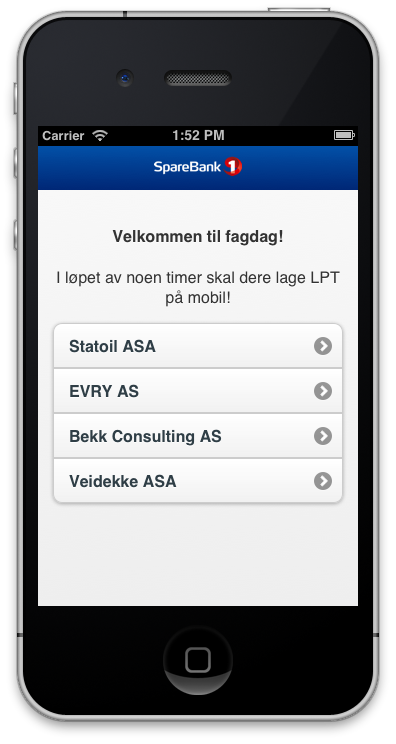 Carrier 1:52 PM
SpareBank 1
Velkommen til fagdag!
I løpet av noen timer skal dere lage LPT
på mobil!
Statoil ASA
EVRY AS
Bekk Consulting AS
Veidekke ASA